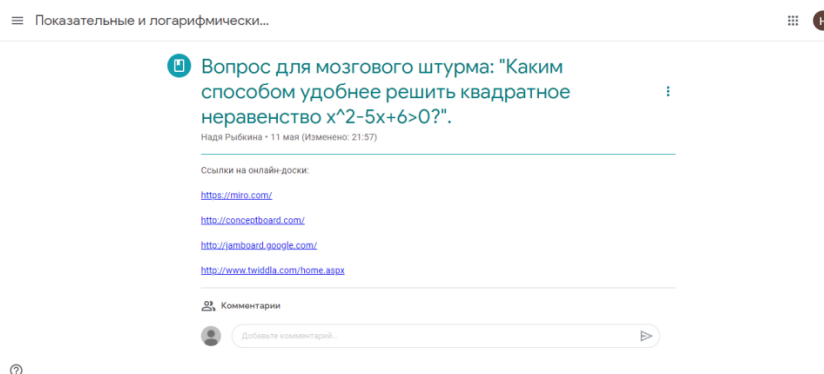 Показательные и логарифмически...
Вопрос для мозгового штурма: "Каким
способом удобнее решить квадратное
неравенство x^2-5x+6>0?".
Надя Рыбкина • 11 мая (Изменено: 21:57)
Ссылки на онлайн-доски:
https://miro.com/
http://conceptboard.com/
http://jamboard.google.com/
http://www.twiddla.com/home.aspx
Комментарии
Добавьте комментарий...